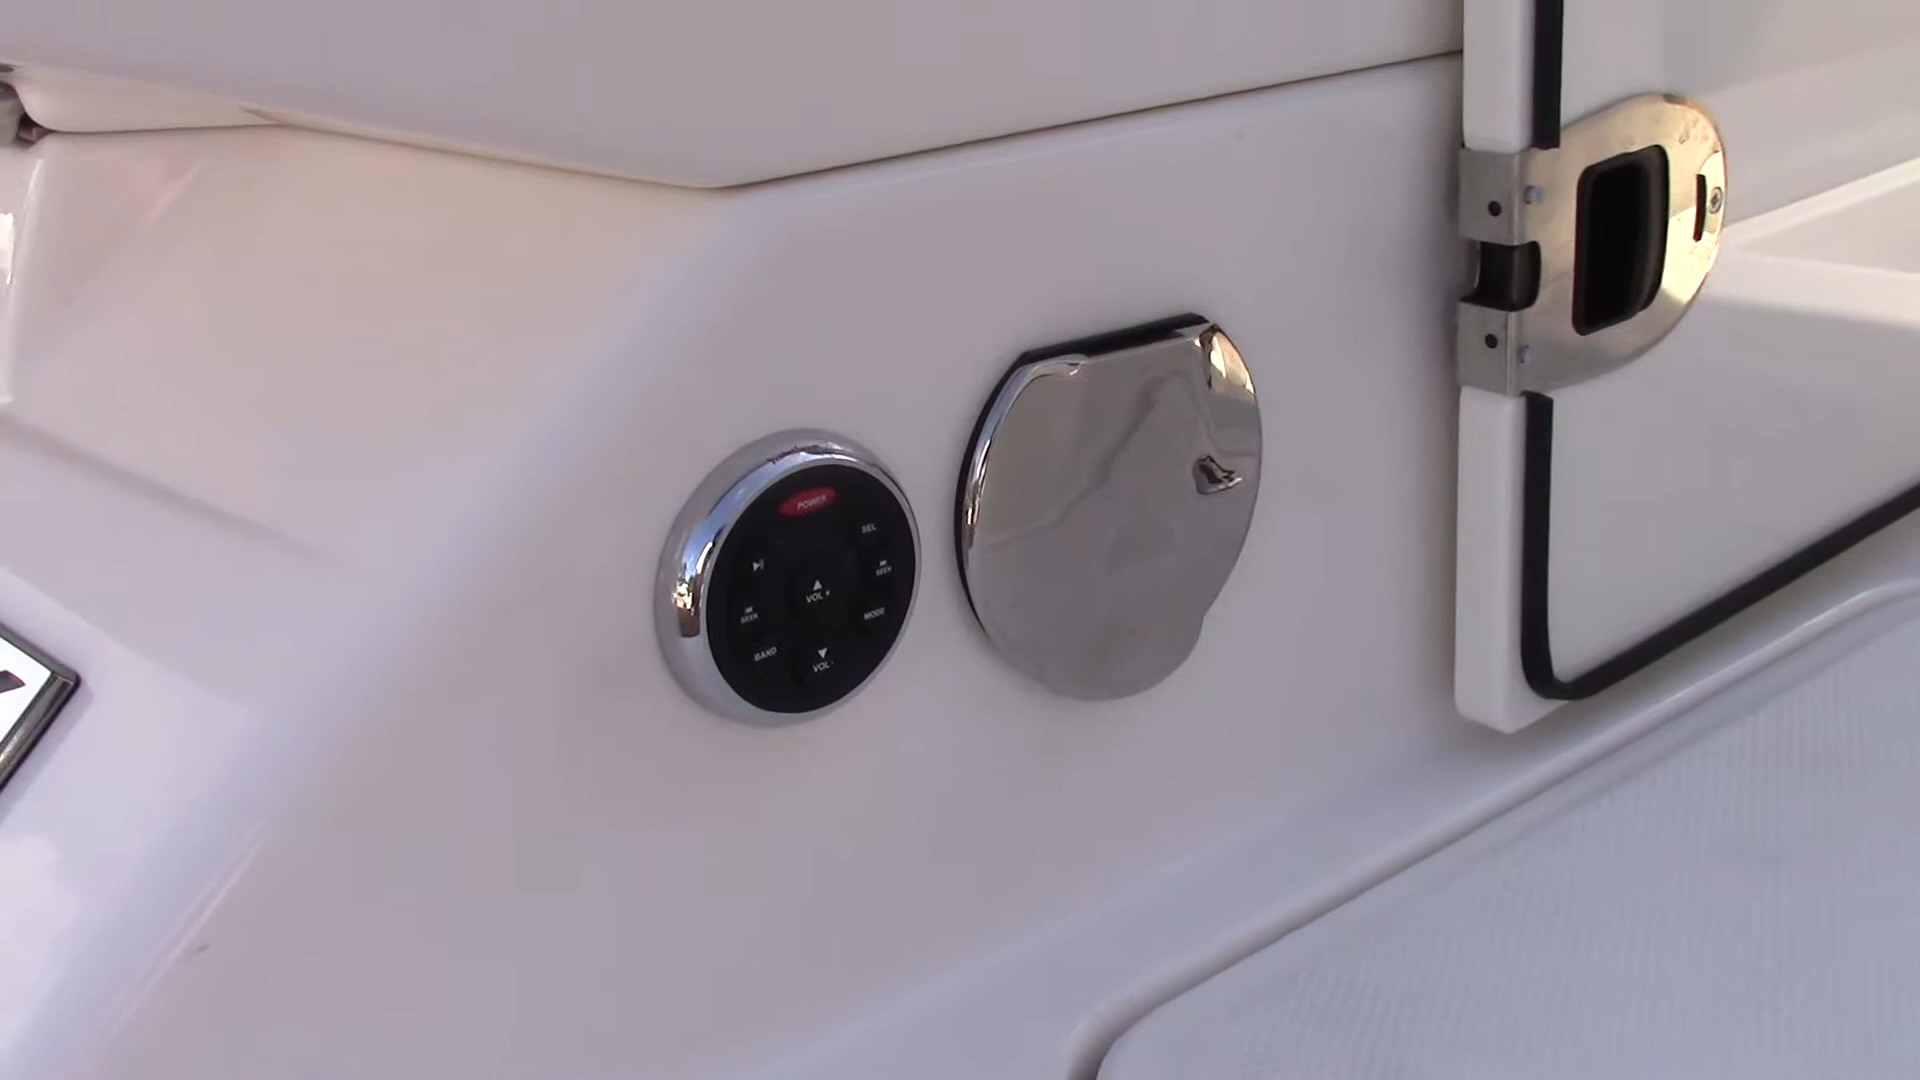 POWER
SEL
SEEK
VOL +
SEEK
MODE
BAND
VOL -